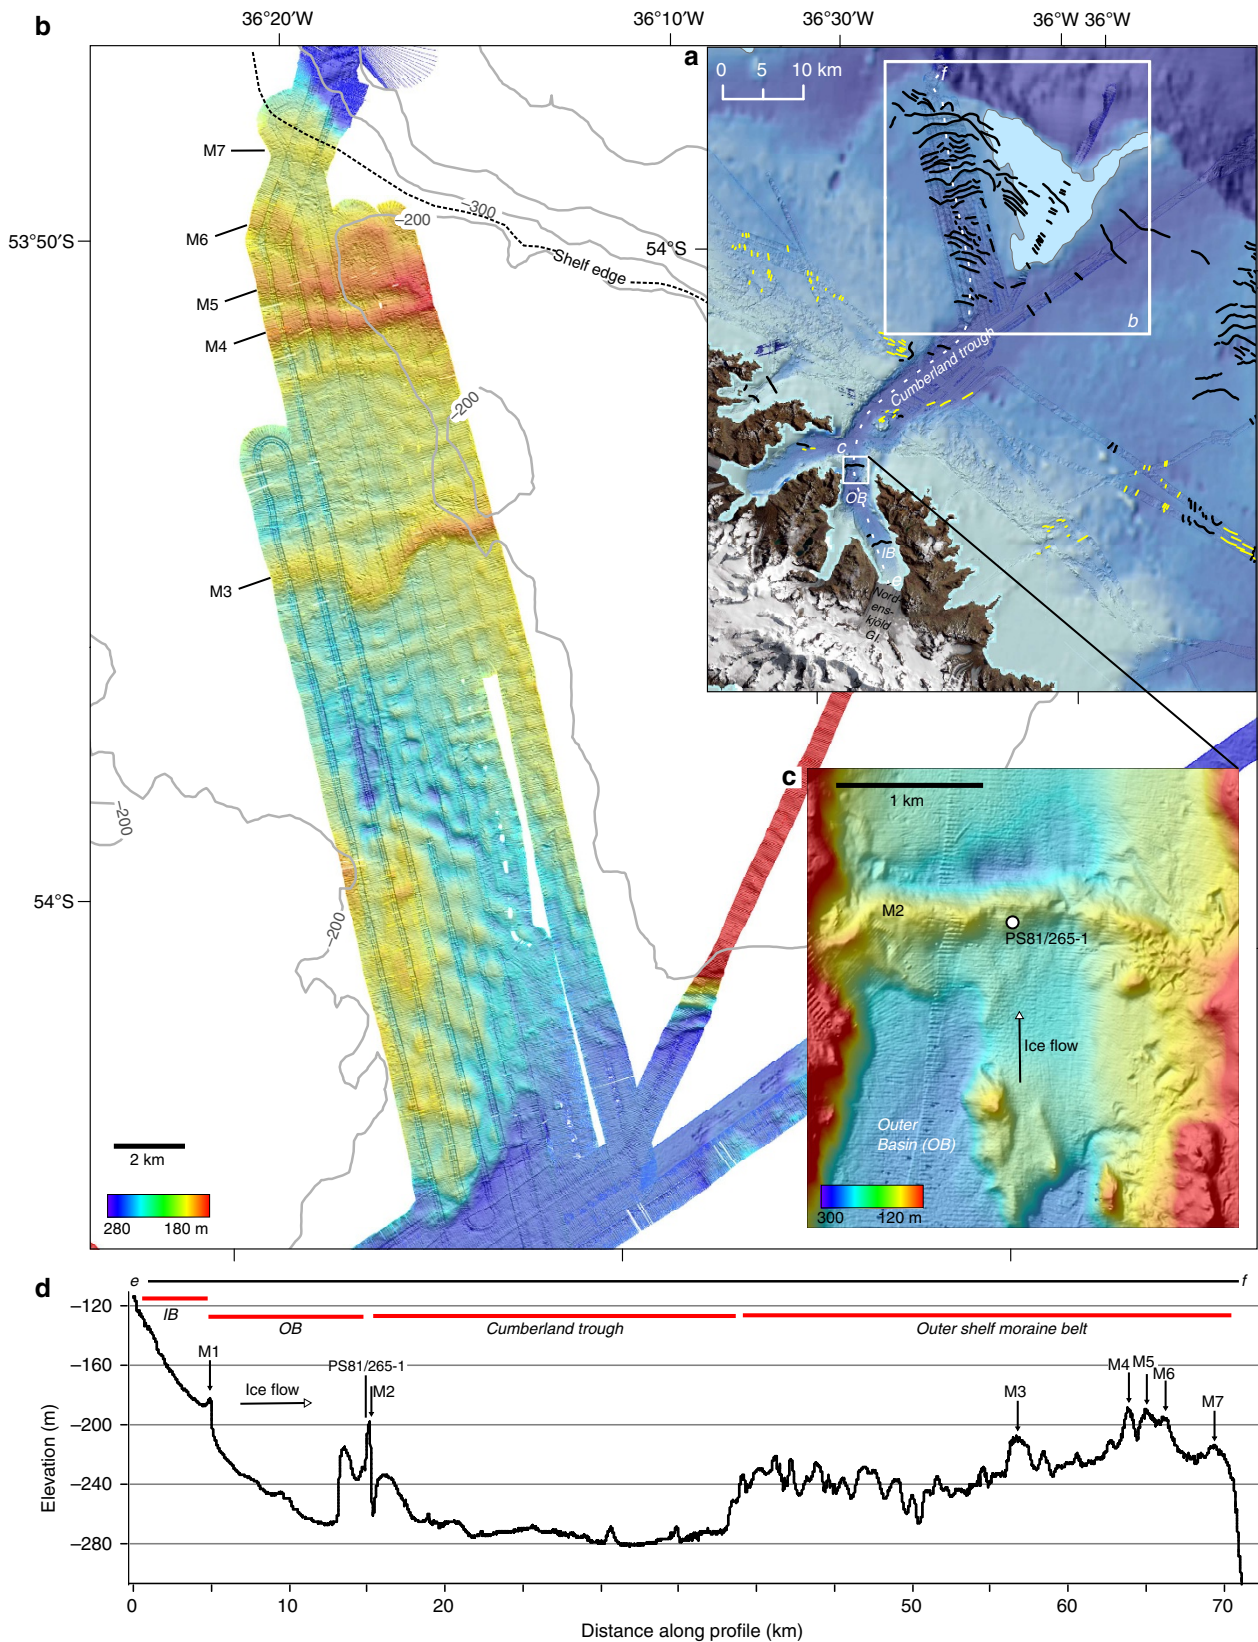 b
36°20′W
36°10′W
36°30′W
36°W
36°W
a
0 5 10 km
f
M7
M6
53°50′S
M5
M4
−200
−300
Shelf edge
54°S
b
Cumberland trough
c
OB
IB
e
Nord-
ens-
kjöld
Gl.
−200
M3
−200
54°S
−200
2 km
280 180 m
c
1 km
M2
PS81/265-1
Ice flow
Outer
Basin (OB)
300 120 m
d
e
f
−120
−160
−200
−240
−280
Elevation (m)
IB
OB
Cumberland trough
Outer shelf moraine belt
M1
PS81/265-1
M2
Ice flow
M3
M4
M5
M6
M7
0 10 20 50 60 70
Distance along profile (km)